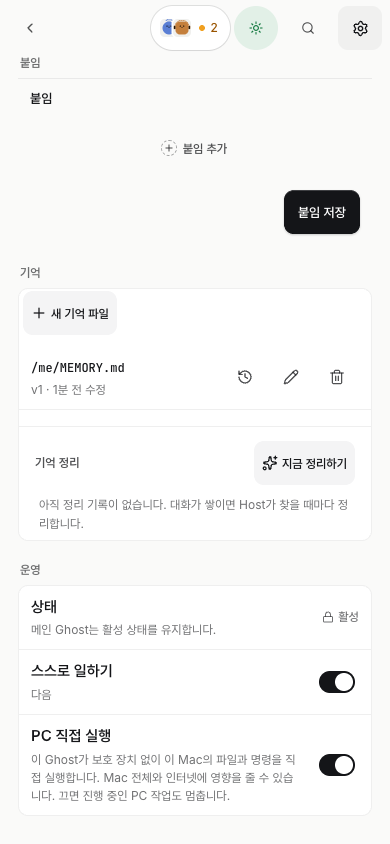 2
붙임
붙임
붙임 추가
붙임 저장
기억
새 기억 파일
/me/MEMORY.md
v1 · 1분 전 수정
기억 정리
지금 정리하기
아직 정리 기록이 없습니다. 대화가 쌓이면 Host가 찾을 때마다 정
리합니다.
운영
상태
메인 Ghost는 활성 상태를 유지합니다.
활성
스스로 일하기
다음
PC 직접 실행
이 Ghost가 보호 장치 없이 이 Mac의 파일과 명령을 직
접 실행합니다. Mac 전체와 인터넷에 영향을 줄 수 있습
니다. 끄면 진행 중인 PC 작업도 멈춥니다.